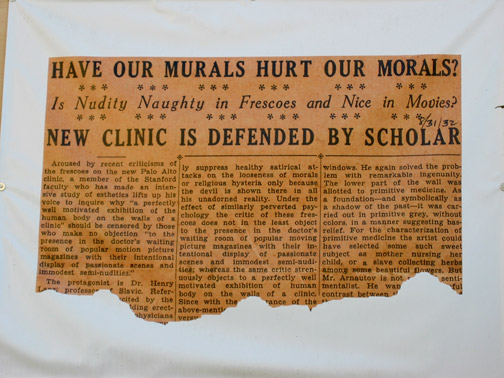 HAVE OUR MURALS HURT OUR MORALS?
* * * * * * * * * * * *
Is Nudity Naughty in Frescoes and Nice in Movies?
* * * * * * * * * * * *
8/31/32
NEW CLINIC IS DEFENDED BY SCHOLAR
Aroused by recent criticisms of
the frescoes on the new Palo Alto
clinic, a member of the Stanford
faculty who has made an inten-
sive study of esthetics lifts up his
voice to inquire why "a perfectly
well motivated exhibition of the
human body on the walls of a
clinic" should be censured by those
who make no objection "to the
presence in the doctor's waiting
room of popular motion picture
magazines with their intentional
display of passionate scenes and
immodest semi-nudities."
The protagonist is Dr. Henry
professor Slavic. Refer-
cited by the
ing erect-
physicians
ly suppress healthy satirical at-
tacks on the looseness of morals
or religious hysteria only because
the devil is shown there in all
his unadorned reality. Under the
effect of similarly perverted psy-
chology the critic of these fres-
coes does not in the least object
to the presence in the doctor's
waiting room of popular moving
picture magazines with their in-
tentional display of passionate
scenes and immodest semi-nudi-
ties; whereas the same critic stren-
uously objects to a perfectly well
motivated exhibition of human
body on the walls of a clinic.
Since with the of the
above-menti
windows. He again solved the prob-
lem with remarkable ingenuity.
The lower part of the wall was
allotted to primitive medicine. As
a foundation—and symbolically as
a shadow of the past—it was car-
ried out in primitive grey, without
colors, in a manner suggesting bas-
relief. For the characterization of
primitive medicine the artist could
have selected some such sweet
subject as mother nursing her
child, or a slave collecting herbs
among some beautiful flowers. But
Mr. Arnautov is not senti-
mentalist. He wan
contrast between